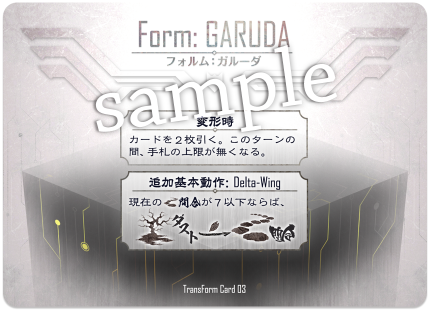 Form: GARUDA
フォルム：ガルーダ
sample
変形時
カードを２枚引く。このターンの
間、手札の上限が無くなる。
追加基本動作: Delta-Wing
現在の間合が７以下ならば、
ダスト→間合
TransForm Card 03